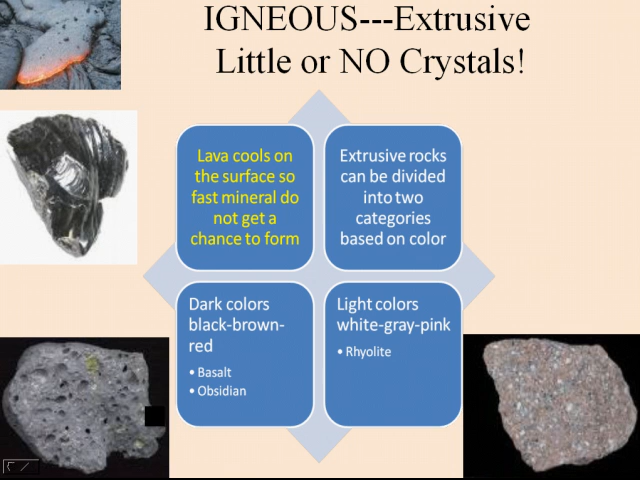 IGNEOUS---Extrusive
Little or NO Crystals!
Lava cools on
the surface so
fast mineral do
not get a
chance to form
Extrusive rocks
can be divided
into two
categories
based on color
Dark colors
black-brown-
red
• Basalt
• Obsidian
Light colors
white-gray-pink
• Rhyolite